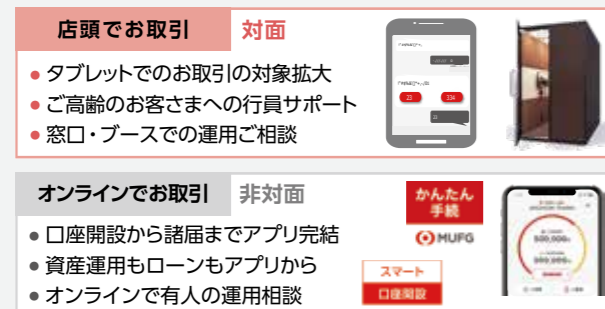 店頭でお取引 対面
● タブレットでのお取引の対象拡大
● ご高齢のお客さまへの行員サポート
● 窓口・ブースでの運用ご相談
23 234
23
オンラインでお取引 非対面
● 口座開設から諸届までアプリ完結
● 資産運用もローンもアプリから
● オンラインで有人の運用相談
かんたん
手続
MUFG
スマート
口座開設